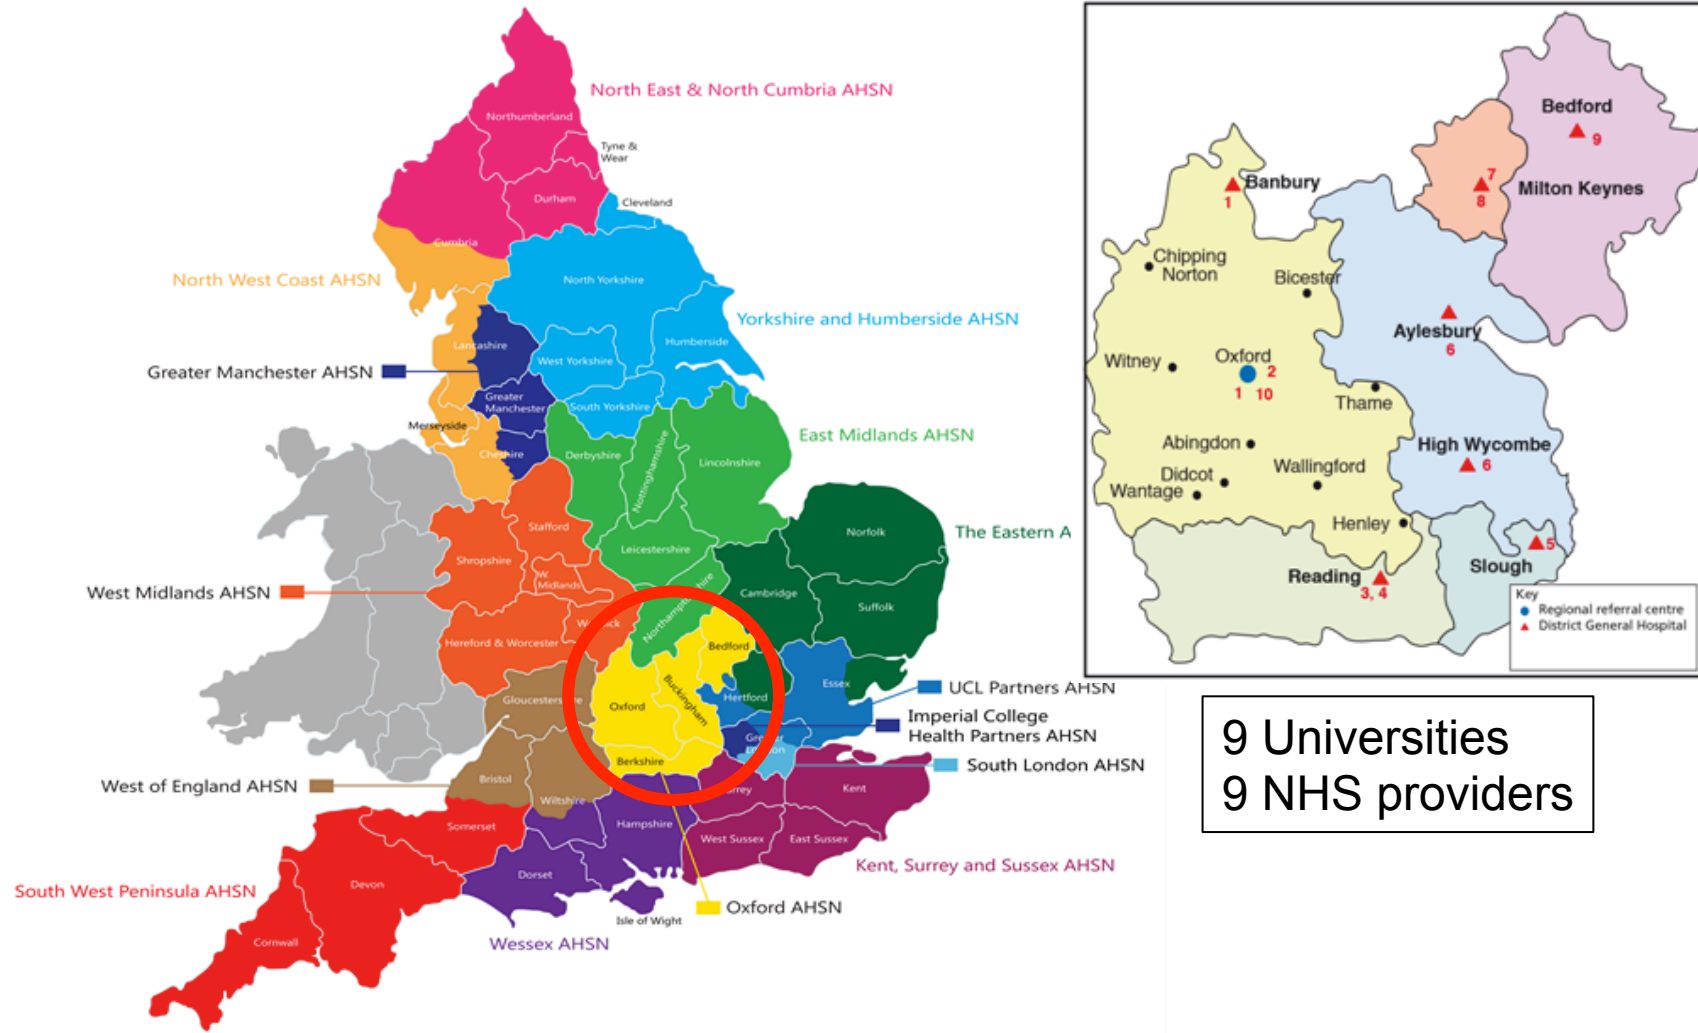 North East & North Cumbria AHSN
Northumberland
Tyne &
Wear
Durham
Cleveland
Cumbria
North West Coast AHSN
North Yorkshire
Yorkshire and Humberside AHSN
Lancashire
West Yorkshire
Humberside
Greater Manchester AHSN
Greater
Manchester
South Yorkshire
Merseyside
East Midlands AHSN
Cheshire
Derbyshire
Nottinghamshire
Lincolnshire
Stafford
Norfolk
The Eastern A
Leicestershire
Shropshire
W.
Midlands
West Midlands AHSN
Cambridge
Suffolk
Northamptonshire
Warwick
Hereford & Worcester
Bedford
Buckingham
Essex
UCL Partners AHSN
Hertford
Gloucestershire
Oxford
Imperial College
Health Partners AHSN
Greater
London
Berkshire
South London AHSN
West of England AHSN
Bristol
Wiltshire
Surrey
Kent
Somerset
Hampshire
West Sussex
East Sussex
Kent, Surrey and Sussex AHSN
South West Peninsula AHSN
Devon
Dorset
Isle of Wight
Oxford AHSN
Cornwall
Wessex AHSN
Bedford
9
Banbury
1
7
8
Milton Keynes
Chipping
Norton
Bicester
Aylesbury
6
Witney
Oxford
2
1 10
Thame
Abingdon
High Wycombe
6
Didcot
Wallingford
Wantage
Henley
5
Slough
Reading
3, 4
Key
Regional referral centre
District General Hospital
9 Universities
9 NHS providers